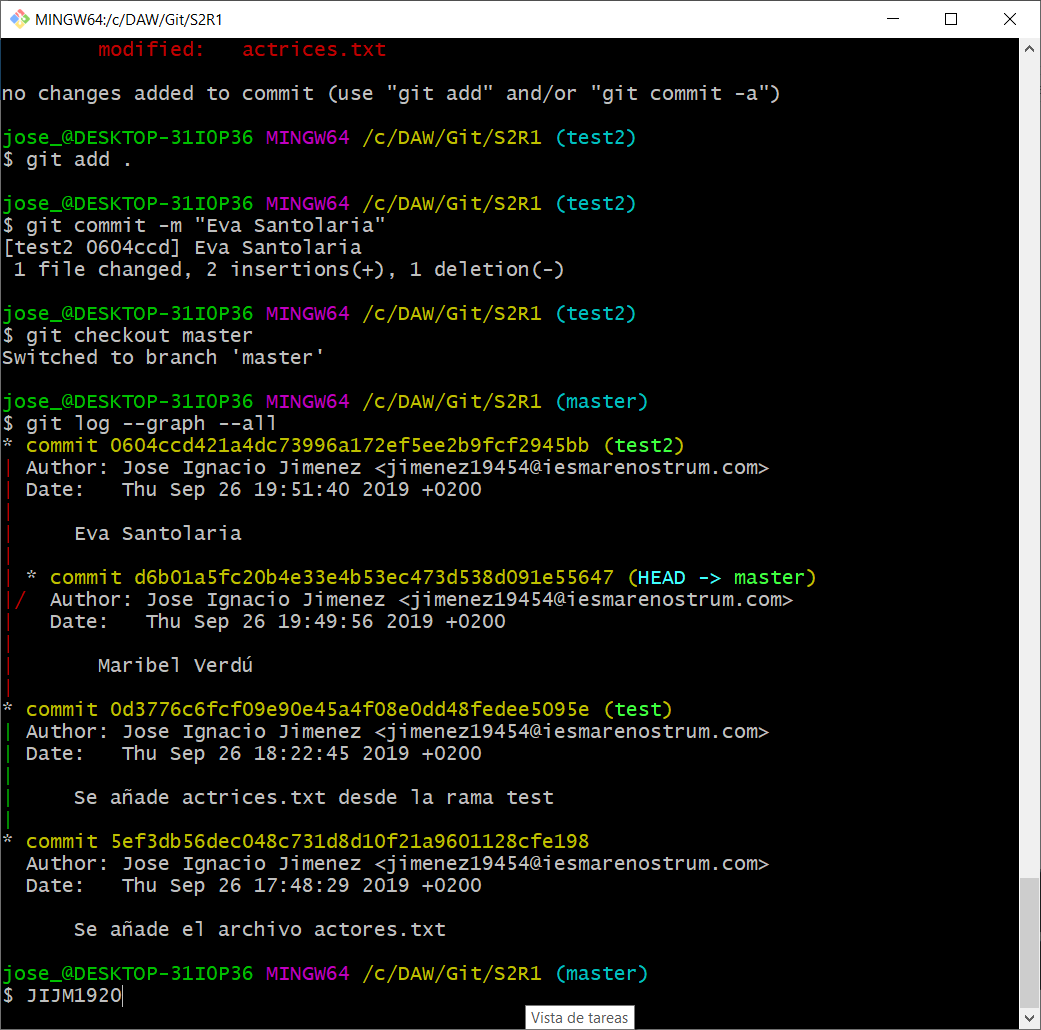 MINGW64:/c/DAW/Git/S2R1
modified:   actrices.txt
no changes added to commit (use "git add" and/or "git commit -a")
jose_@DESKTOP-31IOP36 MINGW64 /c/DAW/Git/S2R1 (test2)
$ git add .
jose_@DESKTOP-31IOP36 MINGW64 /c/DAW/Git/S2R1 (test2)
$ git commit -m "Eva Santolaria"
[test2 0604ccd] Eva Santolaria
 1 file changed, 2 insertions(+), 1 deletion(-)
jose_@DESKTOP-31IOP36 MINGW64 /c/DAW/Git/S2R1 (test2)
$ git checkout master
Switched to branch 'master'
jose_@DESKTOP-31IOP36 MINGW64 /c/DAW/Git/S2R1 (master)
$ git log --graph --all
* commit 0604ccd421a4dc73996a172ef5ee2b9fcf2945bb (test2)
| Author: Jose Ignacio Jimenez <jimenez19454@iesmarenostrum.com>
| Date:   Thu Sep 26 19:51:40 2019 +0200
|
|     Eva Santolaria
|
| * commit d6b01a5fc20b4e33e4b53ec473d538d091e55647 (HEAD -> master)
|/  Author: Jose Ignacio Jimenez <jimenez19454@iesmarenostrum.com>
|   Date:   Thu Sep 26 19:49:56 2019 +0200
|
|       Maribel Verdú
|
* commit 0d3776c6fcf09e90e45a4f08e0dd48fedee5095e (test)
| Author: Jose Ignacio Jimenez <jimenez19454@iesmarenostrum.com>
| Date:   Thu Sep 26 18:22:45 2019 +0200
|
|     Se añade actrices.txt desde la rama test
|
* commit 5ef3db56dec048c731d8d10f21a9601128cfe198
  Author: Jose Ignacio Jimenez <jimenez19454@iesmarenostrum.com>
  Date:   Thu Sep 26 17:48:29 2019 +0200
      Se añade el archivo actores.txt
jose_@DESKTOP-31IOP36 MINGW64 /c/DAW/Git/S2R1 (master)
$ JIJM1920
Vista de tareas